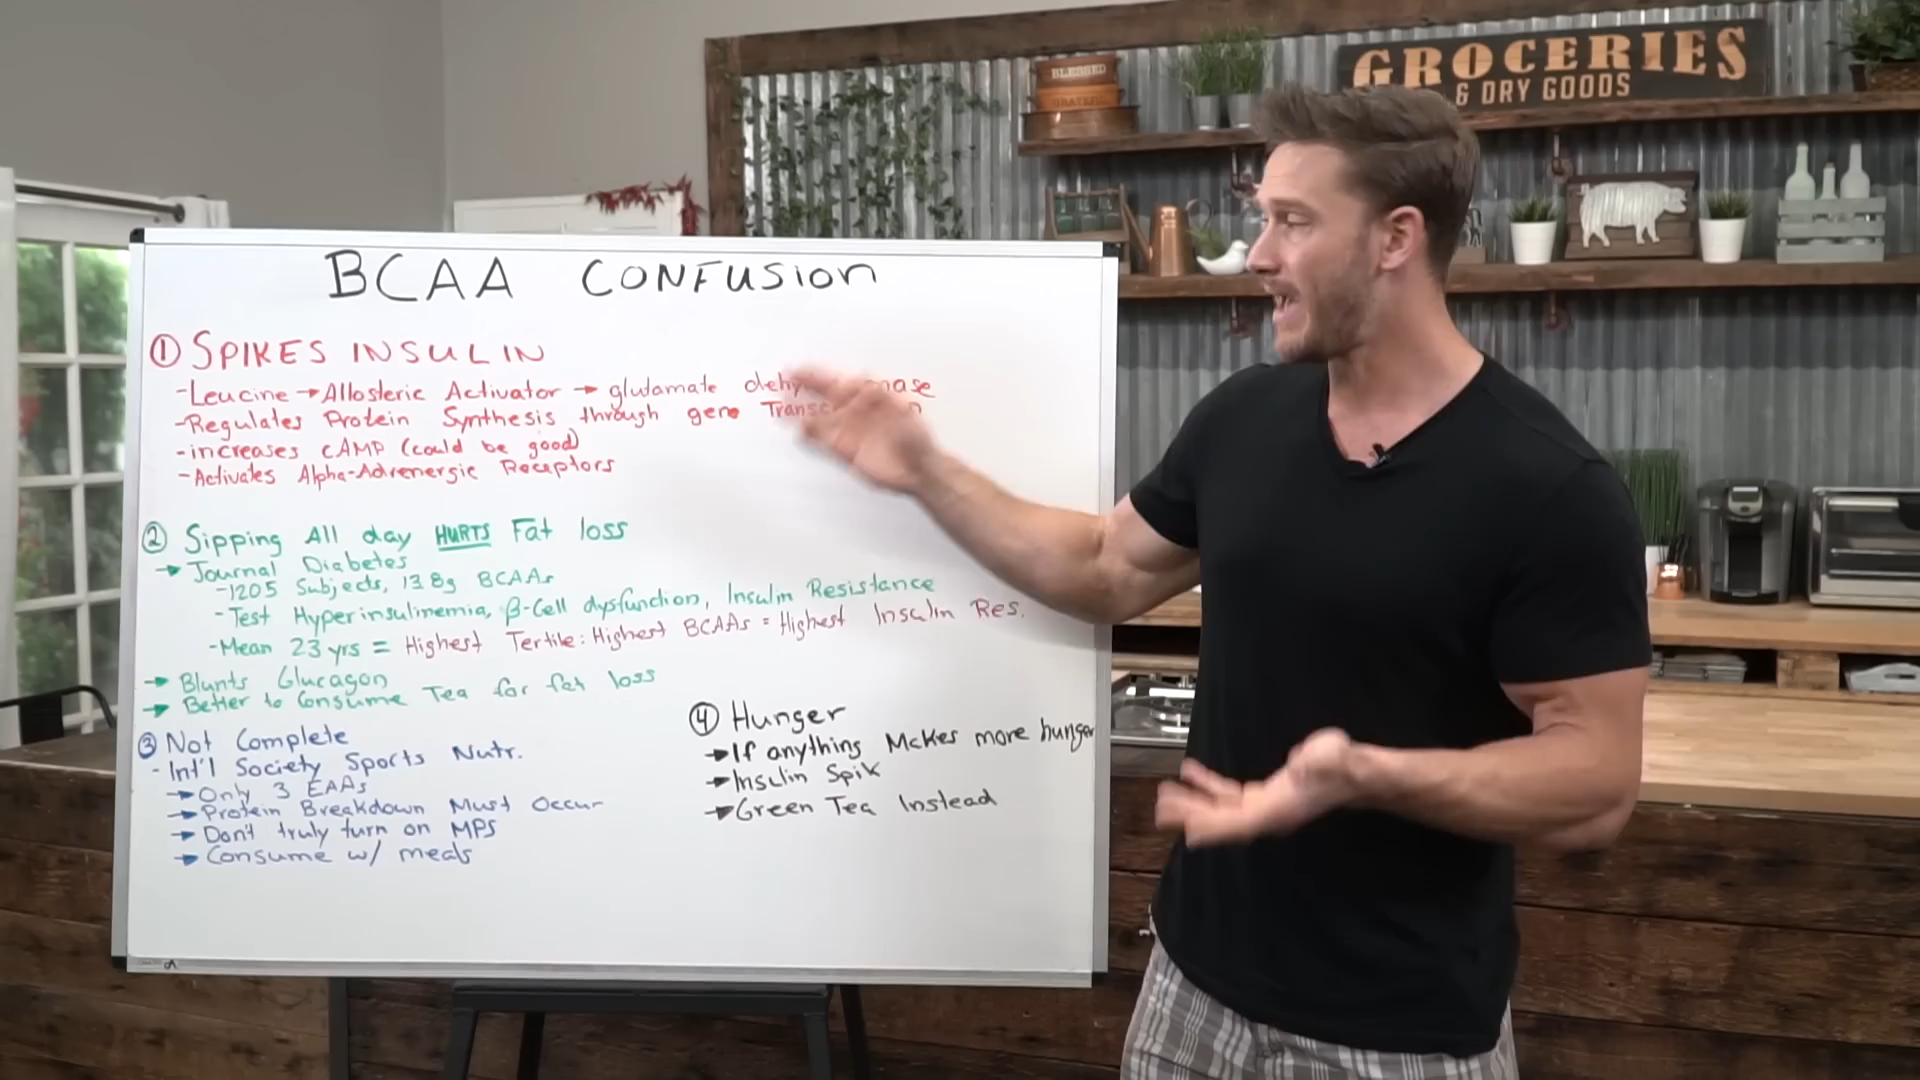 BLESSED
GRATEFUL
GROCERIES
& DRY GOODS
BCAA CONFUSION
① SPIKES INSULIN
-Leucine → Allosteric Activator → glutamate
-Regulates Protein Synthesis through gene
-increases cAMP (could be good)
-Activates Alpha-Adrenergic Receptors
② Sipping All day HURTS Fat loss
→ Journal Diabetes
-1205 Subjects, 13.8g BCAAs
-Test Hyperinsulinemia, β-Cell dysfunction, Insulin Resistance
-Mean 23 yrs = Highest Tertile: Highest BCAAs = Highest Insulin Res.
→ Blunts Glucagon
→ Better to Consume Tea for fat loss
③ Not Complete
- Int'l Society Sports Nutr.
→ Only 3 EAAs
→ Protein Breakdown Must Occur
→ Don't truly turn on MPS
→ Consume w/ meals
④ Hunger
→ If anything Makes more hunger
→ Insulin Spik
→ Green Tea Instead